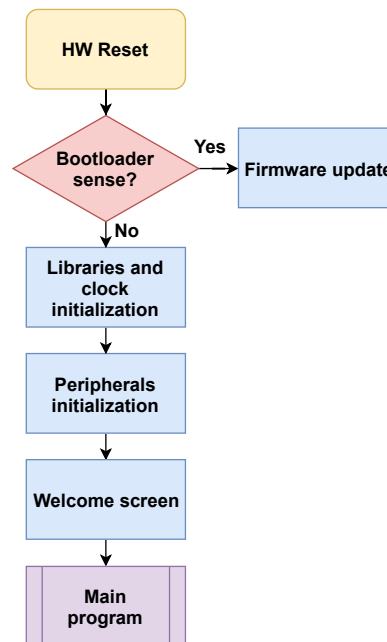 HW Reset
Bootloader
sense?
Yes
Firmware update
No
Libraries and
clock
initialization
Peripherals
initialization
Welcome screen
Main
program